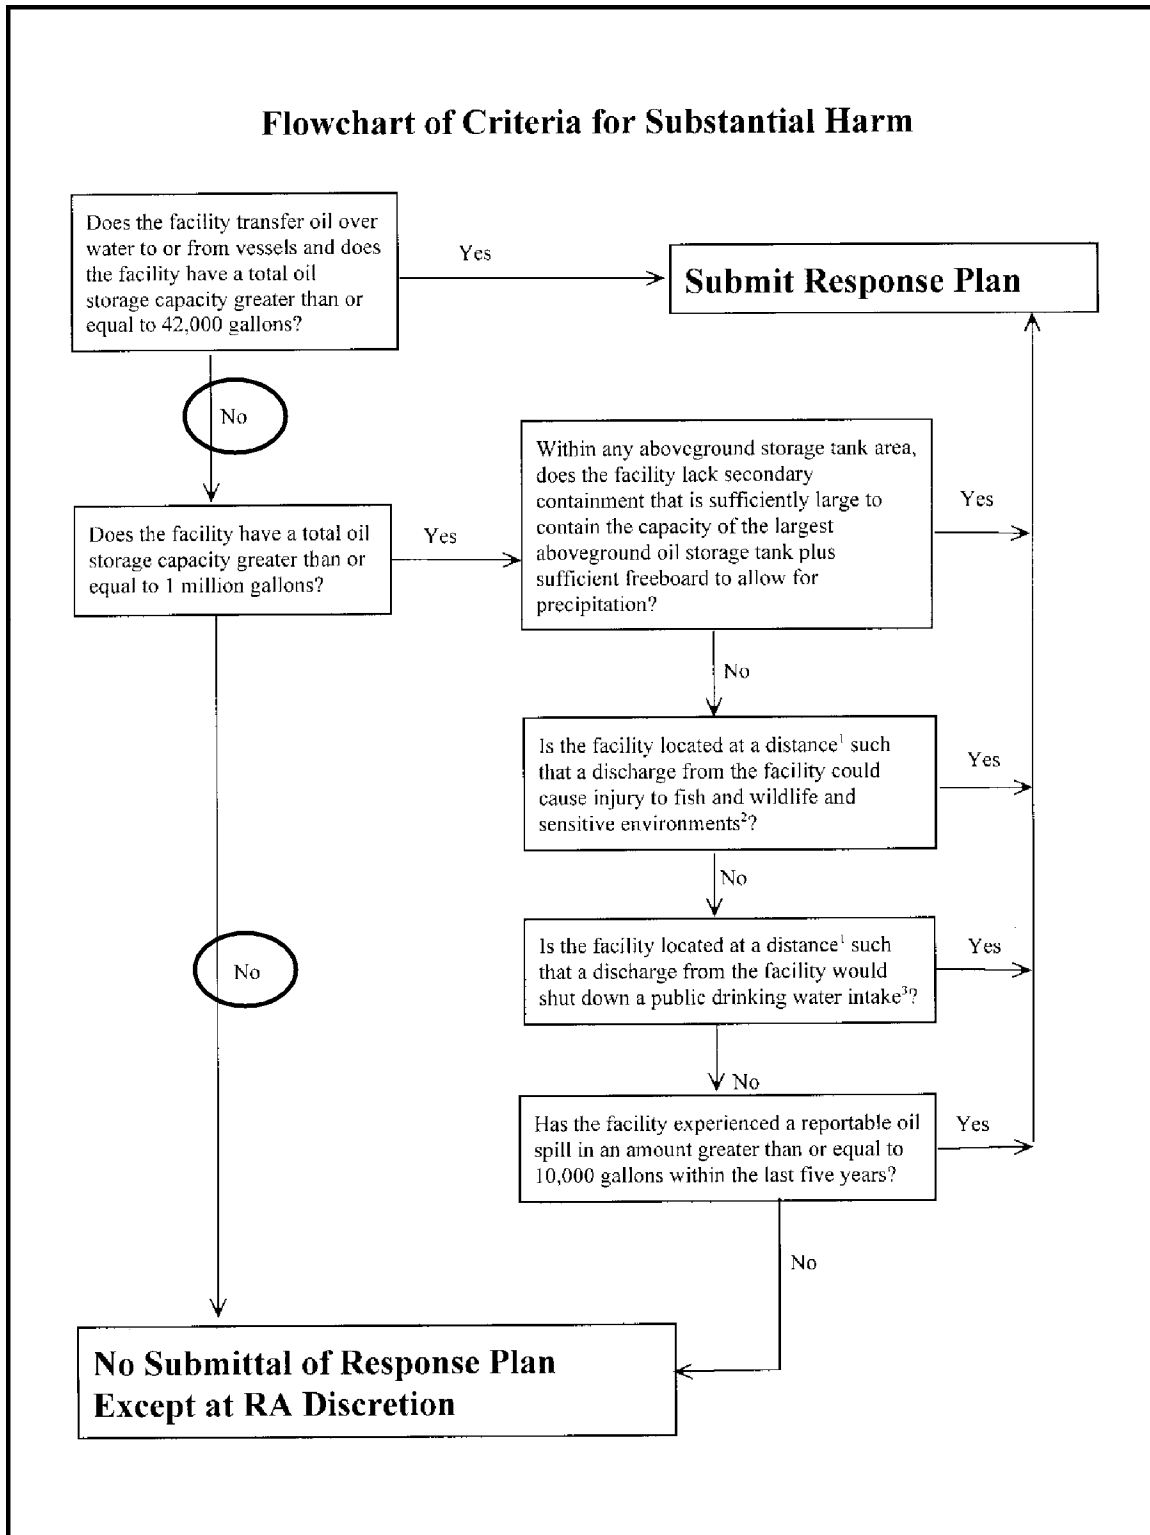 Flowchart of Criteria for Substantial Harm
Does the facility transfer oil over
water to or from vessels and does
the facility have a total oil
storage capacity greater than or
equal to 42,000 gallons?
Yes
Submit Response Plan
No
Does the facility have a total oil
storage capacity greater than or
equal to 1 million gallons?
Yes
Within any aboveground storage tank area,
does the facility lack secondary
containment that is sufficiently large to
contain the capacity of the largest
aboveground oil storage tank plus
sufficient freeboard to allow for
precipitation?
Yes
No
Is the facility located at a distance¹ such
that a discharge from the facility could
cause injury to fish and wildlife and
sensitive environments²?
Yes
No
Is the facility located at a distance¹ such
that a discharge from the facility would
shut down a public drinking water intake³?
Yes
No
Has the facility experienced a reportable oil
spill in an amount greater than or equal to
10,000 gallons within the last five years?
Yes
No
No
No Submittal of Response Plan
Except at RA Discretion